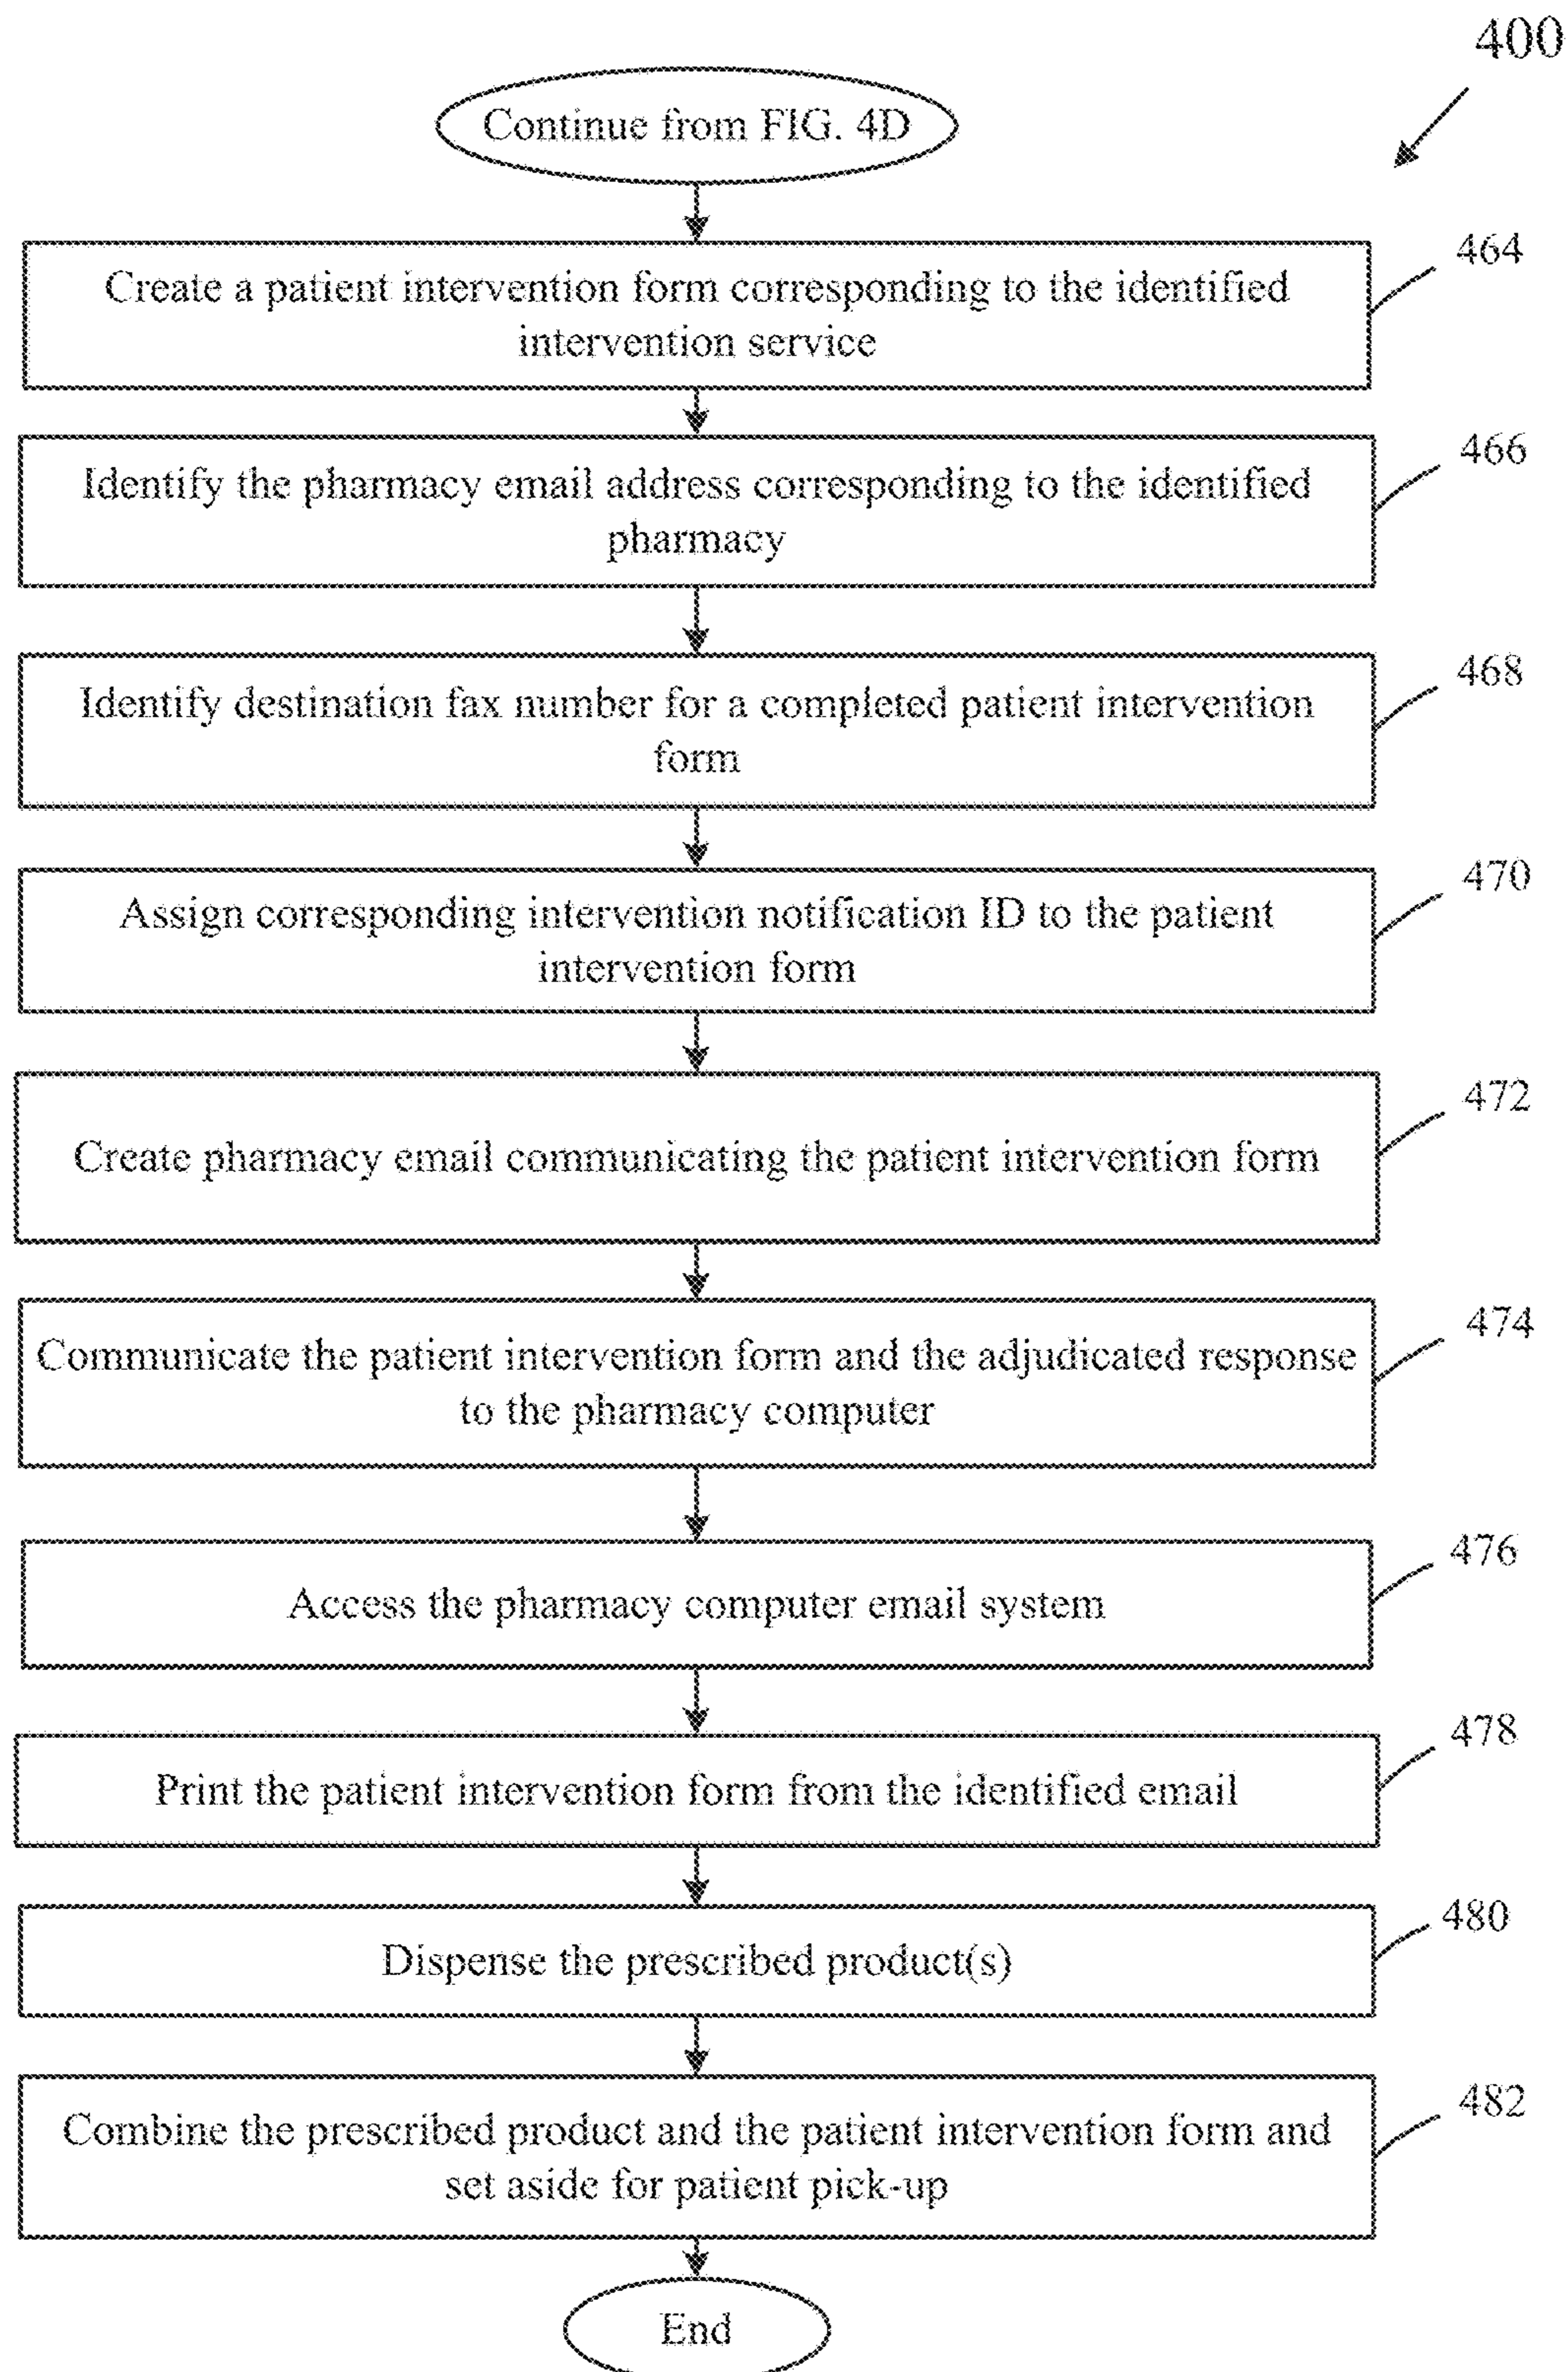 400
Continue from FIG. 4D
464
Create a patient intervention form corresponding to the identified
intervention service
466
Identify the pharmacy email address corresponding to the identified
pharmacy
468
Identify destination fax number for a completed patient intervention
form
470
Assign corresponding intervention notification ID to the patient
intervention form
472
Create pharmacy email communicating the patient intervention form
474
Communicate the patient intervention form and the adjudicated response
to the pharmacy computer
476
Access the pharmacy computer email system
478
Print the patient intervention form from the identified email
480
Dispense the prescribed product(s)
482
Combine the prescribed product and the patient intervention form and
set aside for patient pick-up
End